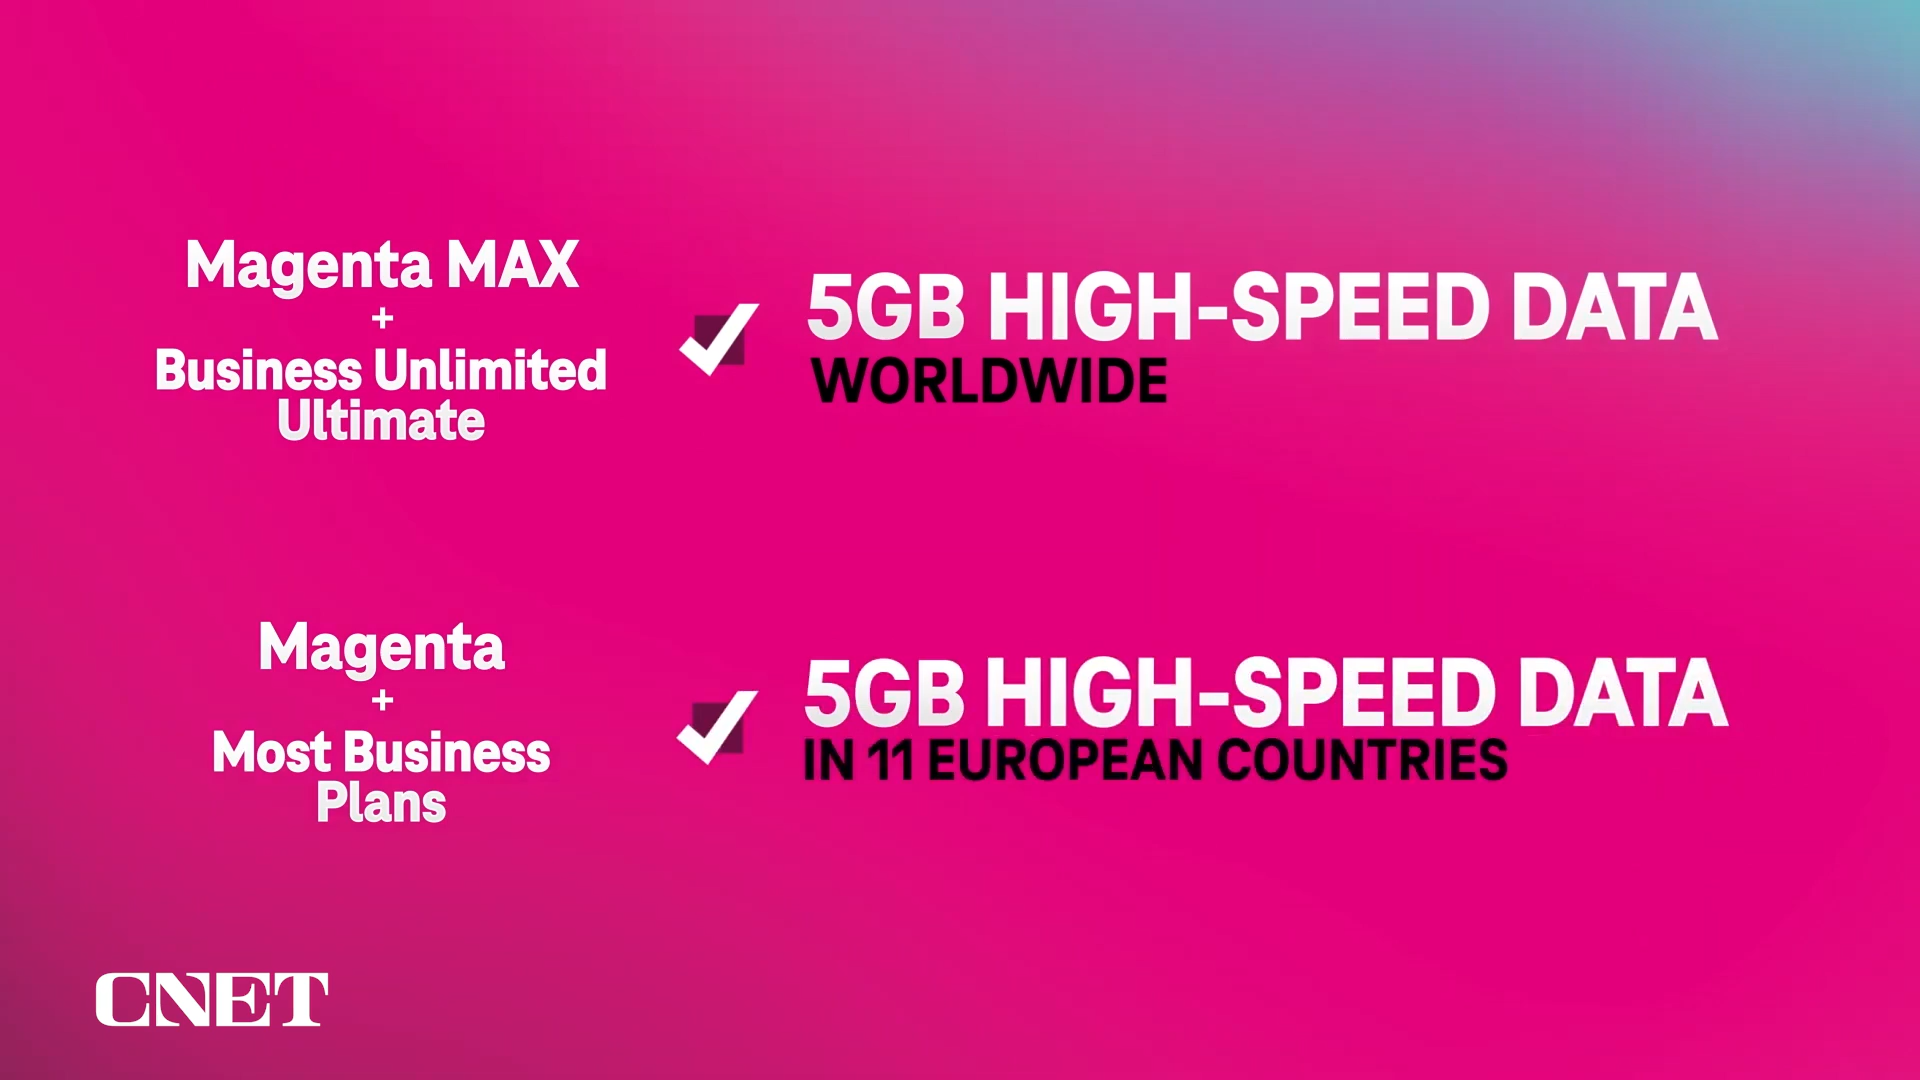 Magenta MAX
+
Business Unlimited
Ultimate
5GB HIGH-SPEED DATA
WORLDWIDE
Magenta
+
Most Business
Plans
5GB HIGH-SPEED DATA
IN 11 EUROPEAN COUNTRIES
CNET